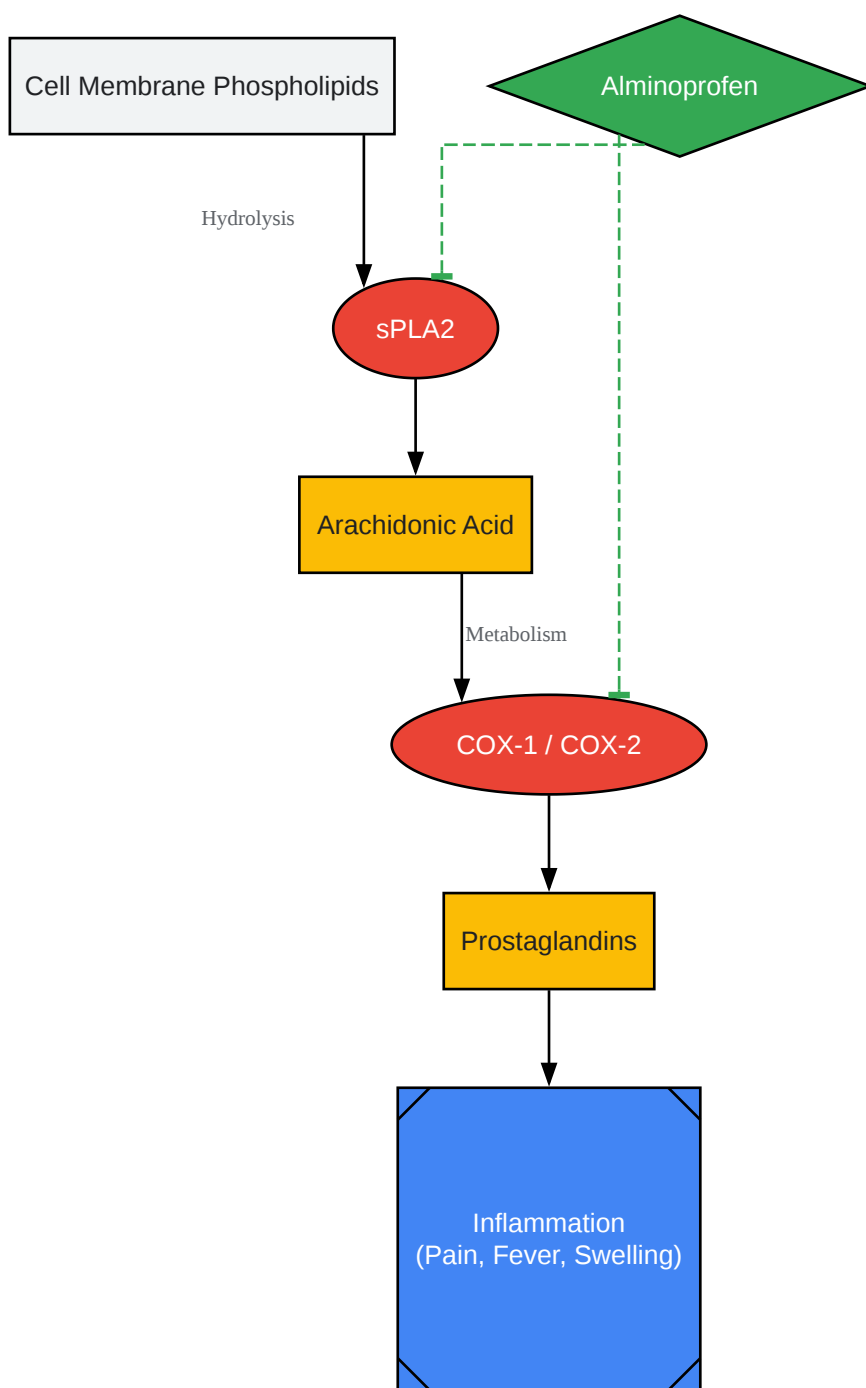 Cell Membrane Phospholipids
Alminoprofen
Hydrolysis
sPLA2
Arachidonic Acid
Metabolism
COX-1 / COX-2
Prostaglandins
Inflammation
(Pain, Fever, Swelling)